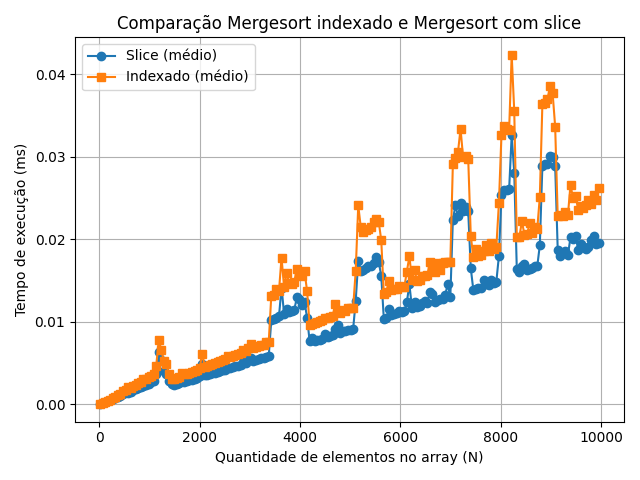 Comparação Mergesort indexado e Mergesort com slice
Slice (médio)
Indexado (médio)
Tempo de execução (ms)
0.04
0.03
0.02
0.01
0.00
0 2000 4000 6000 8000 10000
Quantidade de elementos no array (N)